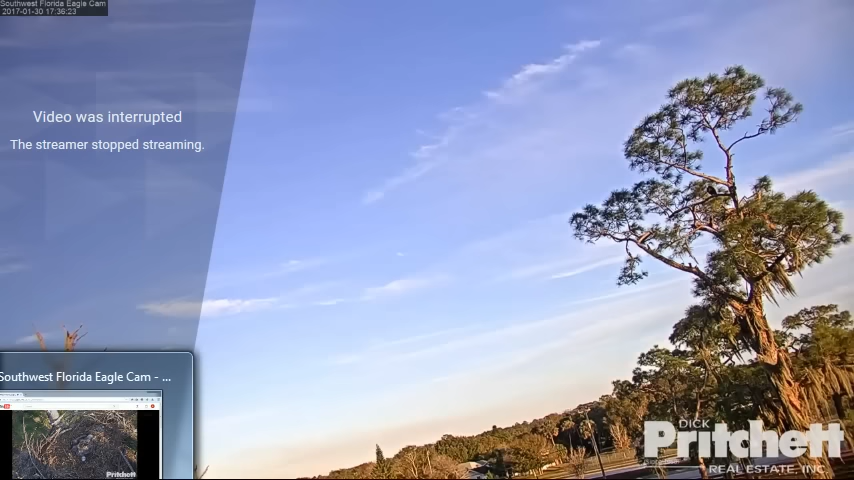 Southwest Florida Eagle Cam
2017-01-30 17:36:23
Video was interrupted
The streamer stopped streaming.
Southwest Florida Eagle Cam - ...
Pritchett
DICK
Pritchett
REAL ESTATE, INC.